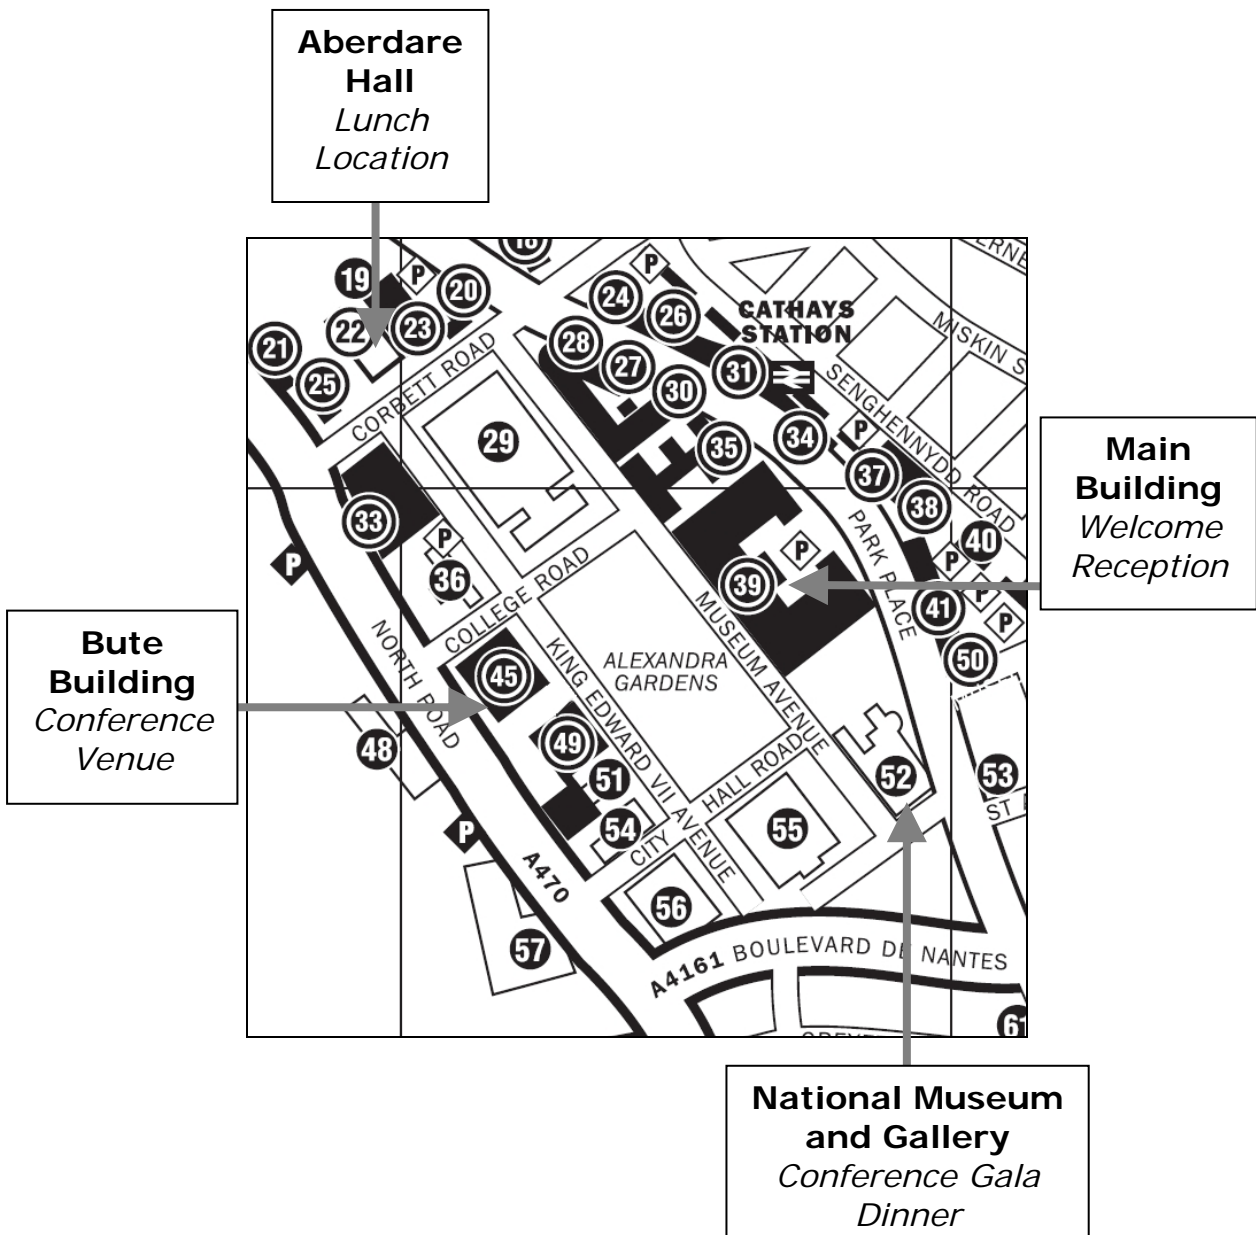 Aberdare
Hall
Lunch
Location
18
19
P
20
21
22
23
25
24
26
P
28
27
30
31
CATHAYS
STATION
MISKIN S
SENGHENNYDD ROAD
CORBETT ROAD
29
35
34
P
37
38
40
33
P
36
P
COLLEGE ROAD
PARK PLACE
P
39
P
P
P
41
50
Main
Building
Welcome
Reception
Bute
Building
Conference
Venue
NORTH ROAD
45
KING EDWARD VII AVENUE
ALEXANDRA
GARDENS
MUSEUM AVENUE
48
49
51
54
P
CITY HALL ROAD
52
53
ST
55
56
A470
57
A4161 BOULEVARD DE NANTES
61
National Museum
and Gallery
Conference Gala
Dinner